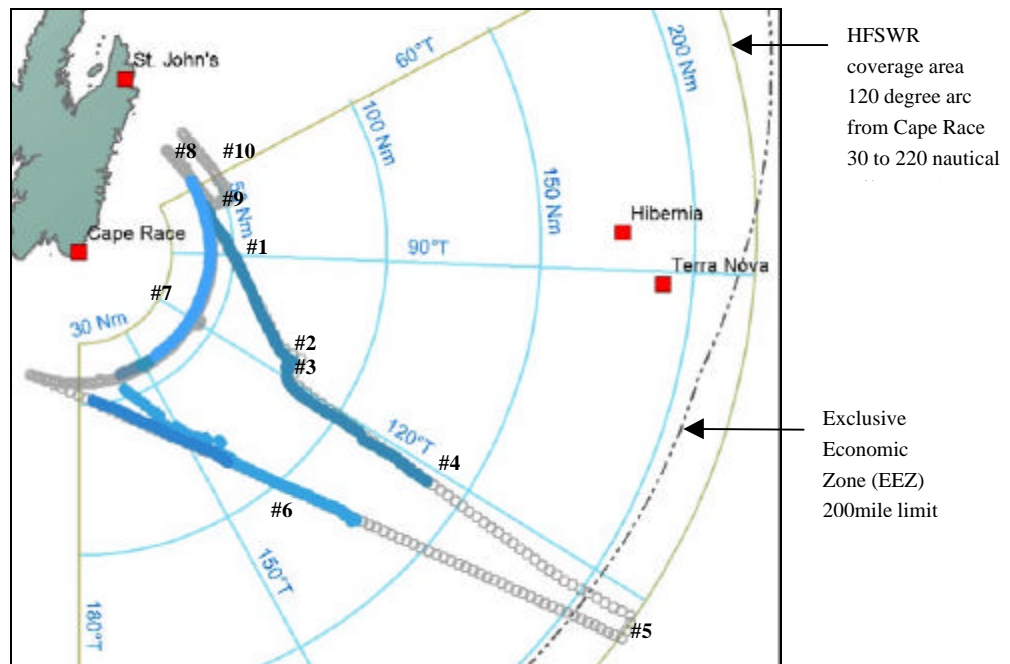 St. John's
60°T
200 Nm
HFSWR
coverage area
120 degree arc
from Cape Race
30 to 220 nautical
100 Nm
#8
#10
#9
Nm
150 Nm
Hibernia
Cape Race
#1
90°T
Terra Nova
#7
30 Nm
#2
#3
120°T
#4
Exclusive
Economic
Zone (EEZ)
200mile limit
#6
150°T
180°T
#5